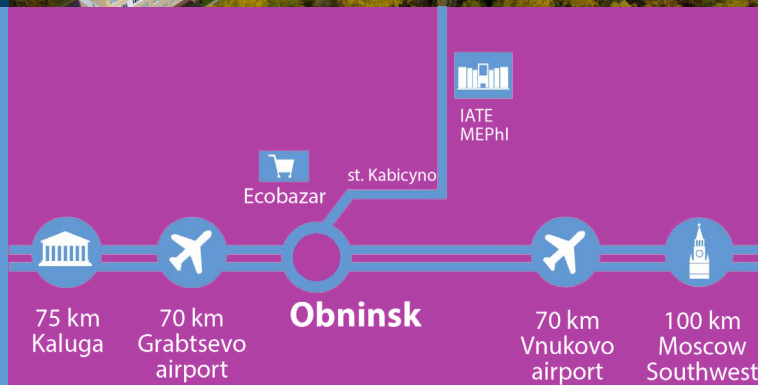 IATE
MEPhI
Ecobazar
st. Kabicyno
75 km
Kaluga
70 km
Grabtsevo
airport
Obninsk
70 km
Vnukovo
airport
100 km
Moscow
Southwest